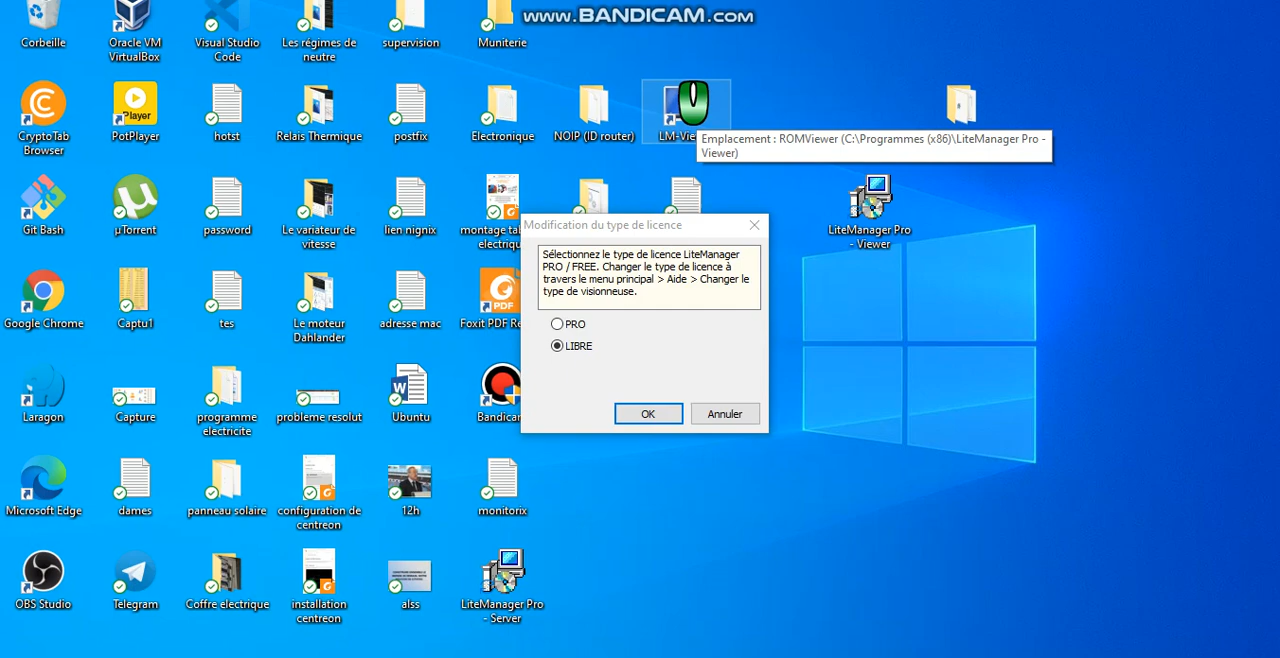 www.BANDICAM.com
Corbeille
Oracle VM
VirtualBox
Visual Studio
Code
Les régimes de
neutre
supervision
Muniterie
CryptoTab
Browser
Player
PotPlayer
hotst
Relais Thermique
postfix
Electronique
NOIP (ID router)
Emplacement : ROMViewer (C:\Programmes (x86)\LiteManager Pro -
Viewer)
Git Bash
µTorrent
password
Le variateur de
vitesse
lien nignix
montage
electriqu
LiteManager Pro
- Viewer
Modification du type de licence
Sélectionnez le type de licence LiteManager
PRO / FREE. Changer le type de licence à
travers le menu principal > Aide > Changer le
type de visionneuse.
PRO
LIBRE
OK
Annuler
Google Chrome
Captu1
tes
Le moteur
Dahlander
adresse mac
PDF
Foxit PDF Re
Laragon
Capture
programme
electricite
probleme resolut
Ubuntu
Bandica
Microsoft Edge
dames
panneau solaire
configuration de
centreon
12h
monitorix
OBS Studio
Telegram
Coffre electrique
installation
centreon
alss
LiteManager Pro
- Server